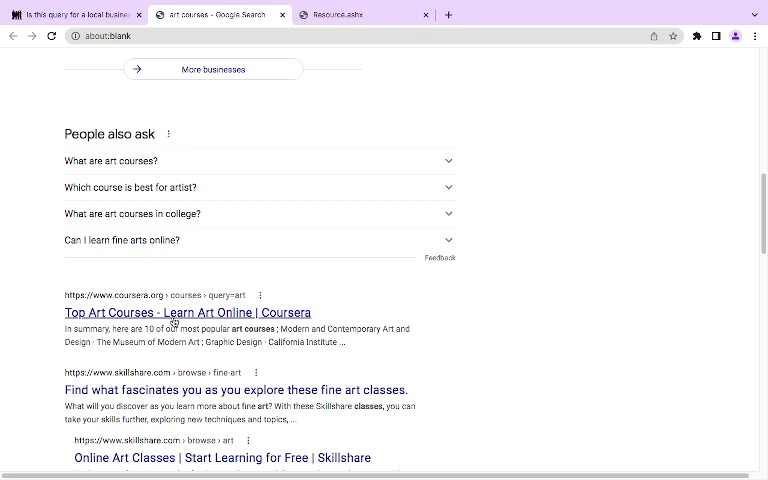 Is this query for a local busines
art courses - Google Search
Resource.ashx
about:blank
More businesses
People also ask
What are art courses?
Which course is best for artist?
What are art courses in college?
Can I learn fine arts online?
Feedback
https://www.coursera.org › courses › query=art
Top Art Courses - Learn Art Online | Coursera
In summary, here are 10 of our most popular art courses ; Modern and Contemporary Art and
Design · The Museum of Modern Art ; Graphic Design · California Institute ...
https://www.skillshare.com › browse › fine-art
Find what fascinates you as you explore these fine art classes.
What will you discover as you learn more about fine art? With these Skillshare classes, you can
take your skills further, exploring new techniques and topics, ...
https://www.skillshare.com › browse › art
Online Art Classes | Start Learning for Free | Skillshare